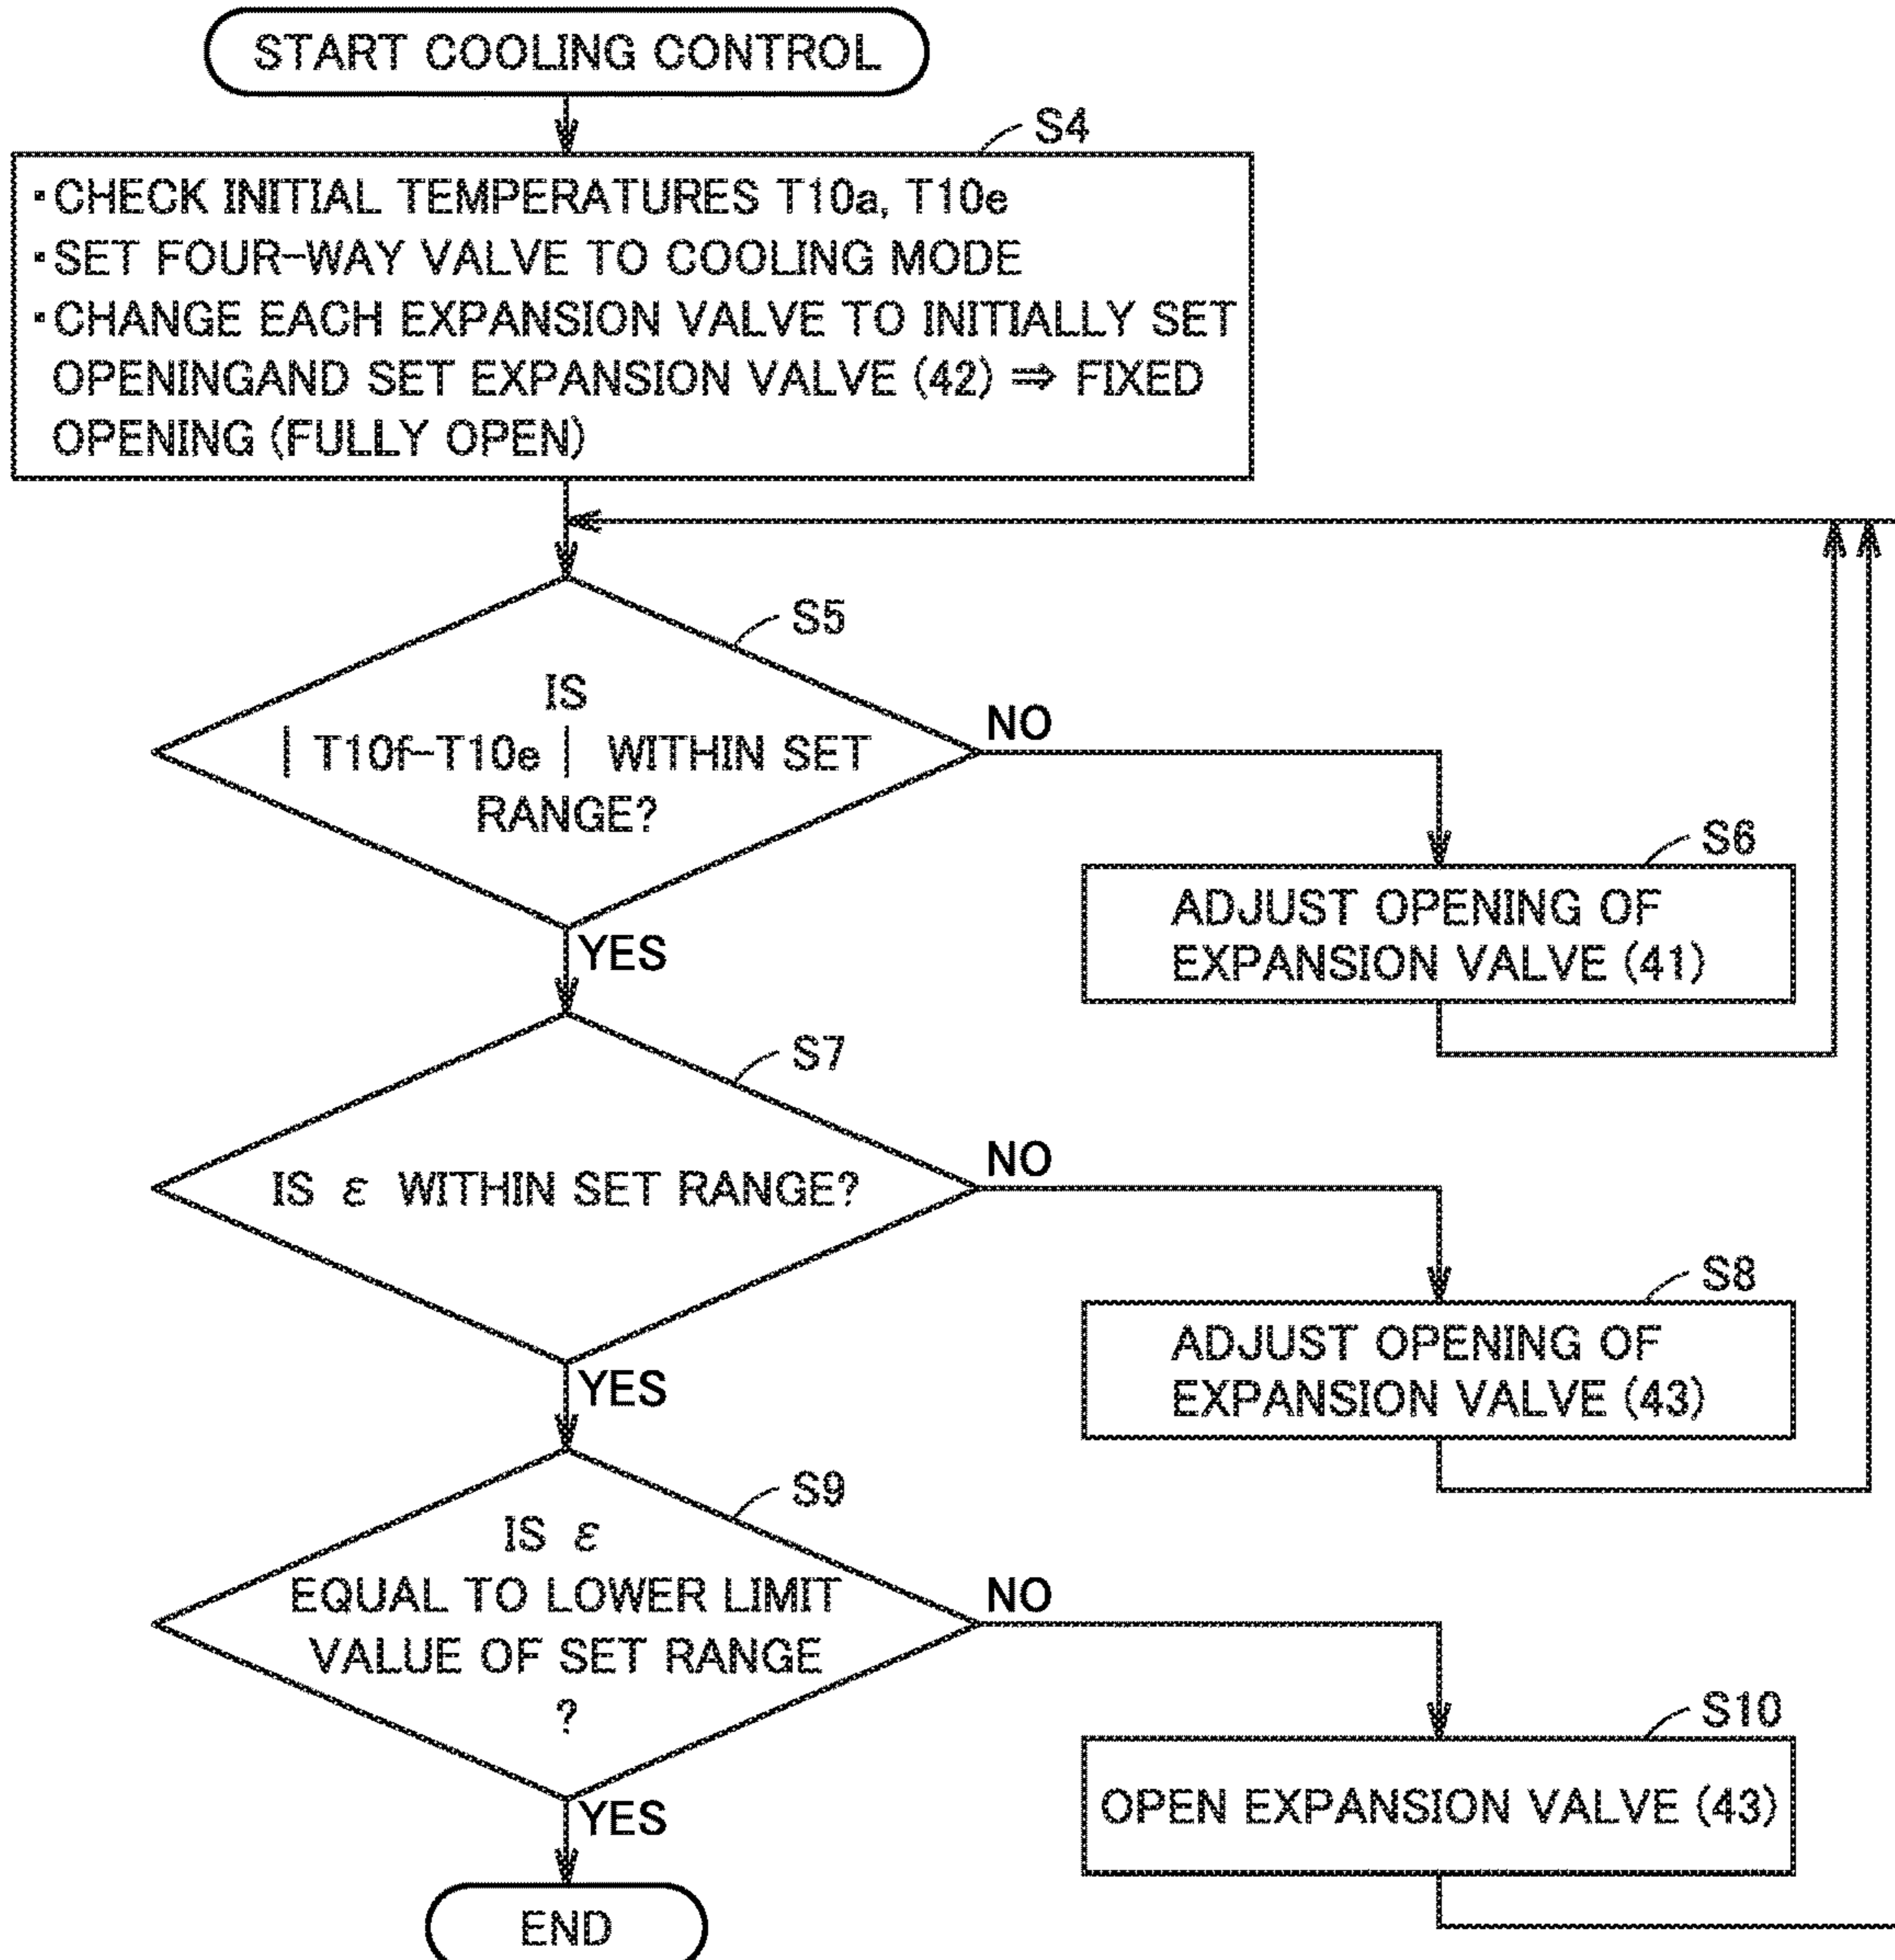 START COOLING CONTROL
S4
▪CHECK INITIAL TEMPERATURES T10a, T10e
▪SET FOUR-WAY VALVE TO COOLING MODE
▪CHANGE EACH EXPANSION VALVE TO INITIALLY SET
OPENINGAND SET EXPANSION VALVE (42) ⇒ FIXED
OPENING (FULLY OPEN)
S5
IS
| T10f-T10e | WITHIN SET
RANGE?
NO
YES
S6
ADJUST OPENING OF
EXPANSION VALVE (41)
S7
IS ε WITHIN SET RANGE?
NO
YES
S8
ADJUST OPENING OF
EXPANSION VALVE (43)
S9
IS ε
EQUAL TO LOWER LIMIT
VALUE OF SET RANGE
?
NO
YES
S10
OPEN EXPANSION VALVE (43)
END